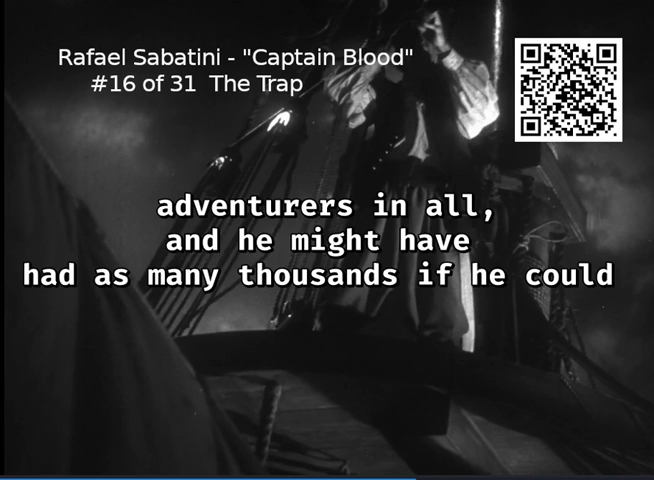 Rafael Sabatini - "Captain Blood"
#16 of 31  The Trap
adventurers in all,
and he might have
had as many thousands if he could